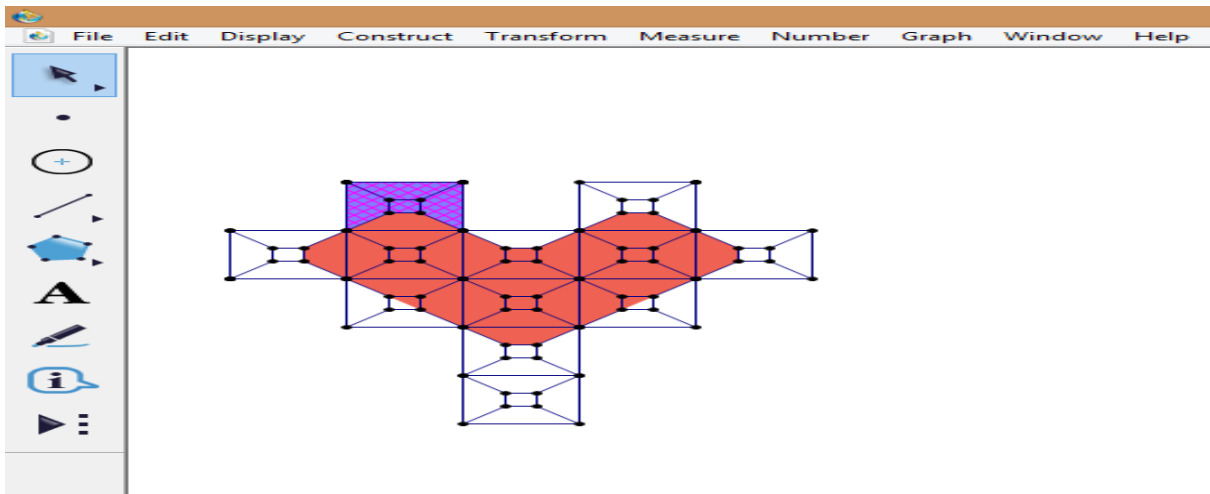 File Edit Display Construct Transform Measure Number Graph Window Help
A
i